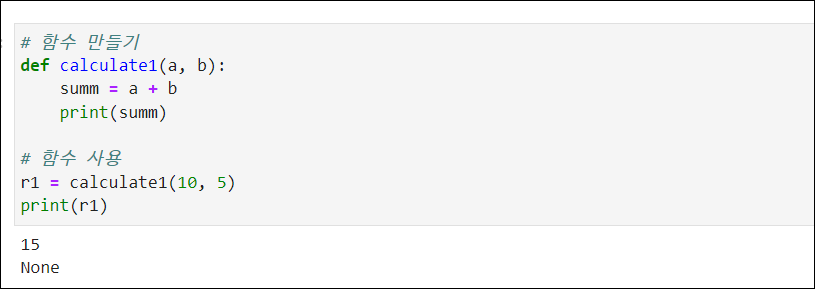 # 함수 만들기
def calculate1(a, b):
    summ = a + b
    print(summ)
# 함수 사용
r1 = calculate1(10, 5)
print(r1)
15
None